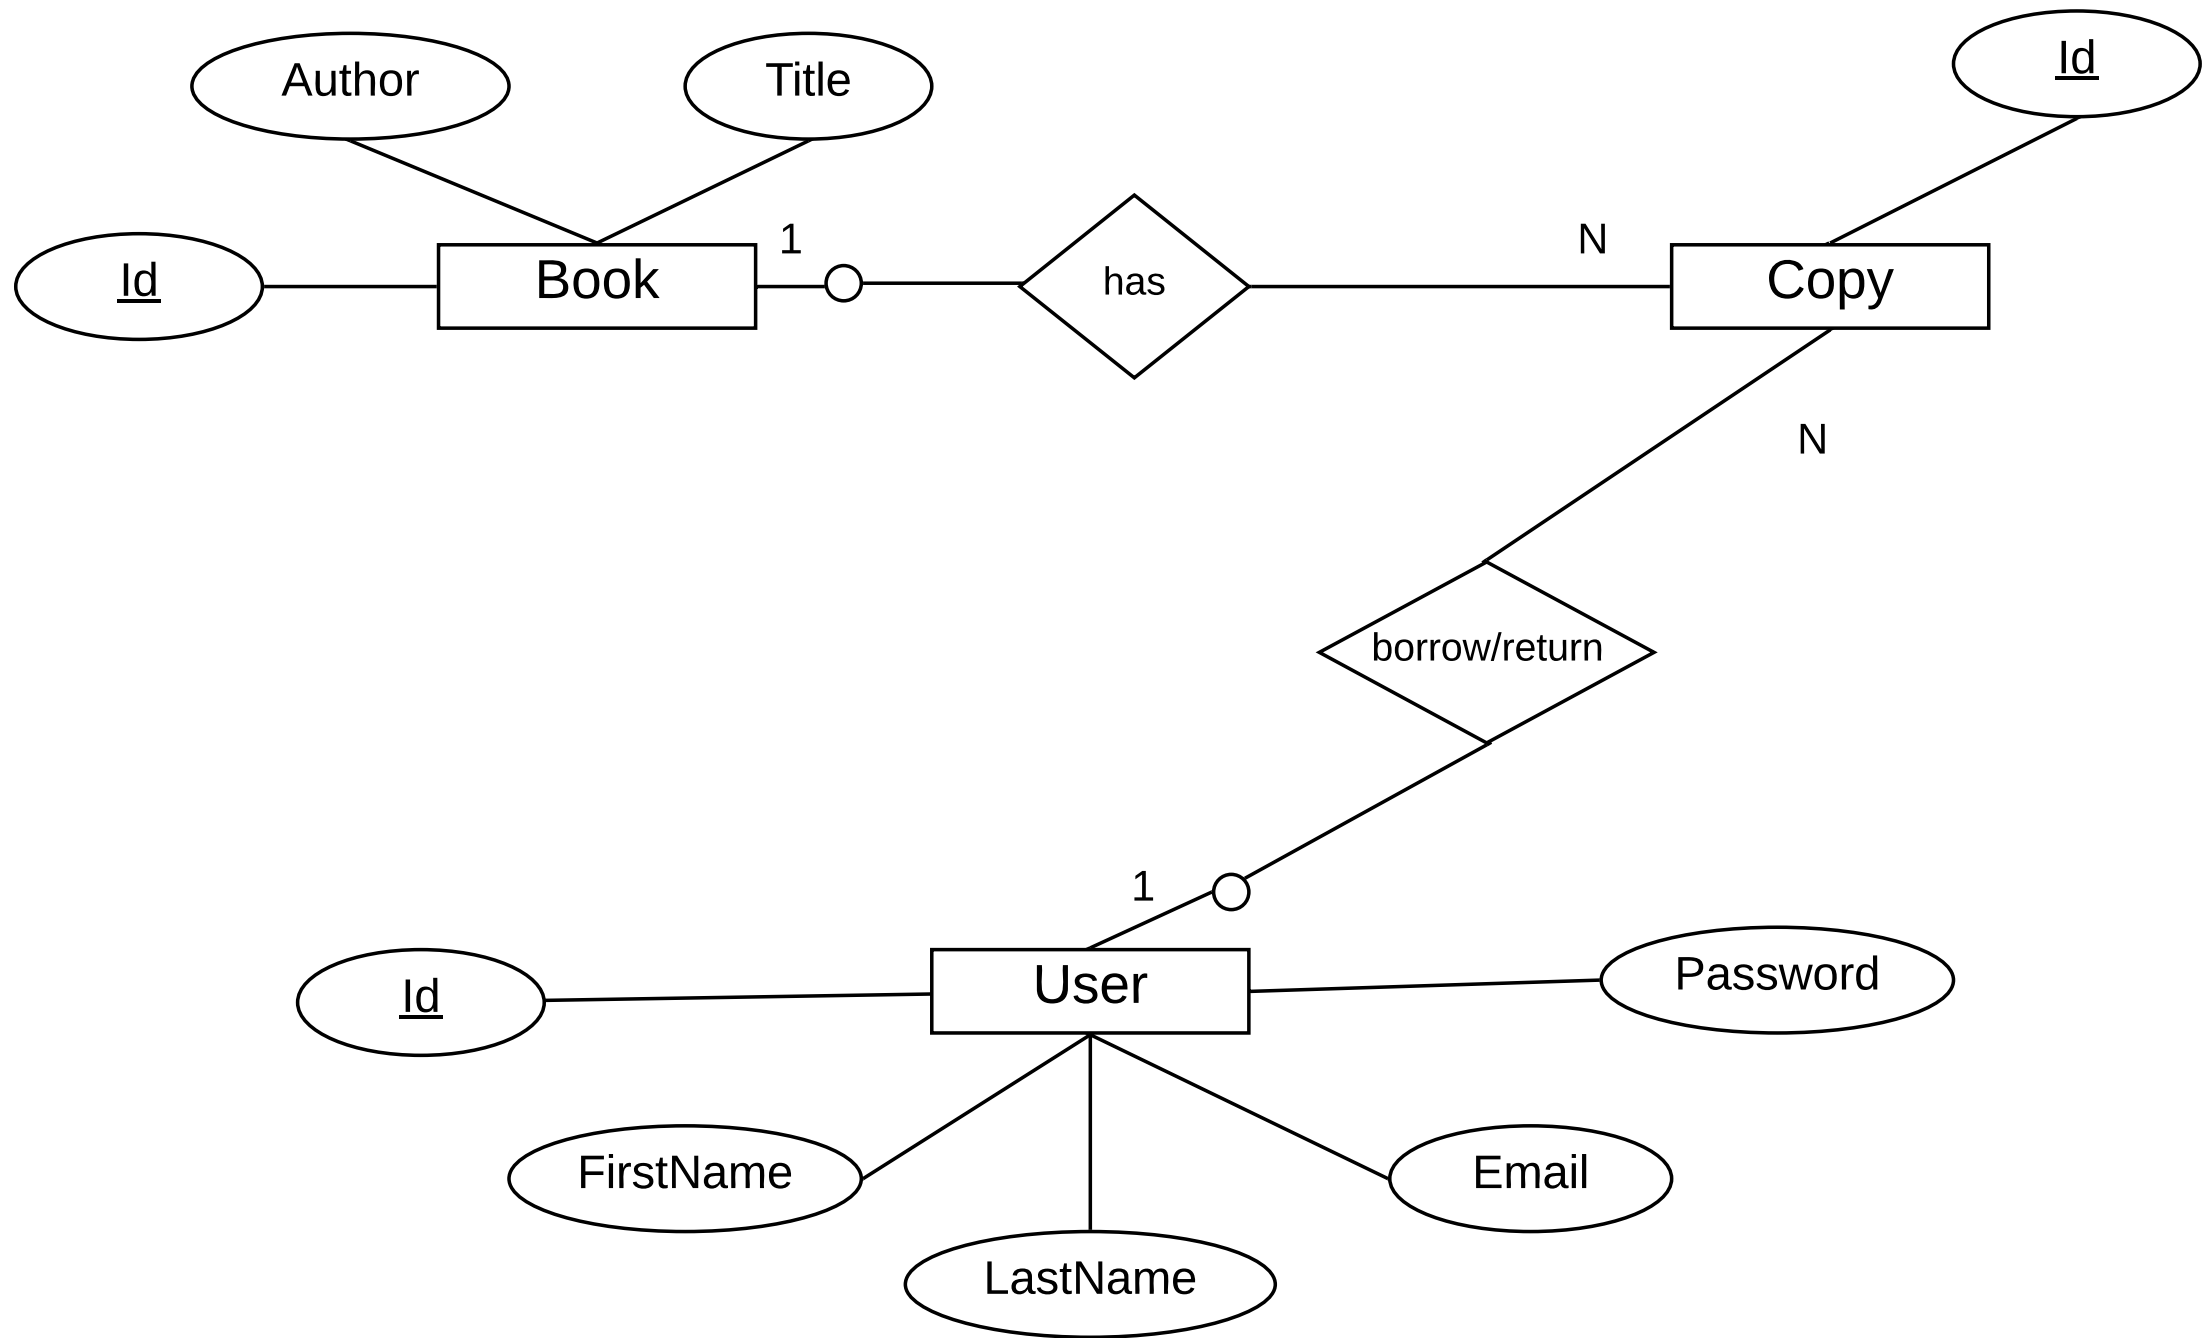 Id
Author
Title
Id
1
N
Book
has
Copy
N
borrow/return
1
Id
User
Password
FirstName
Email
LastName